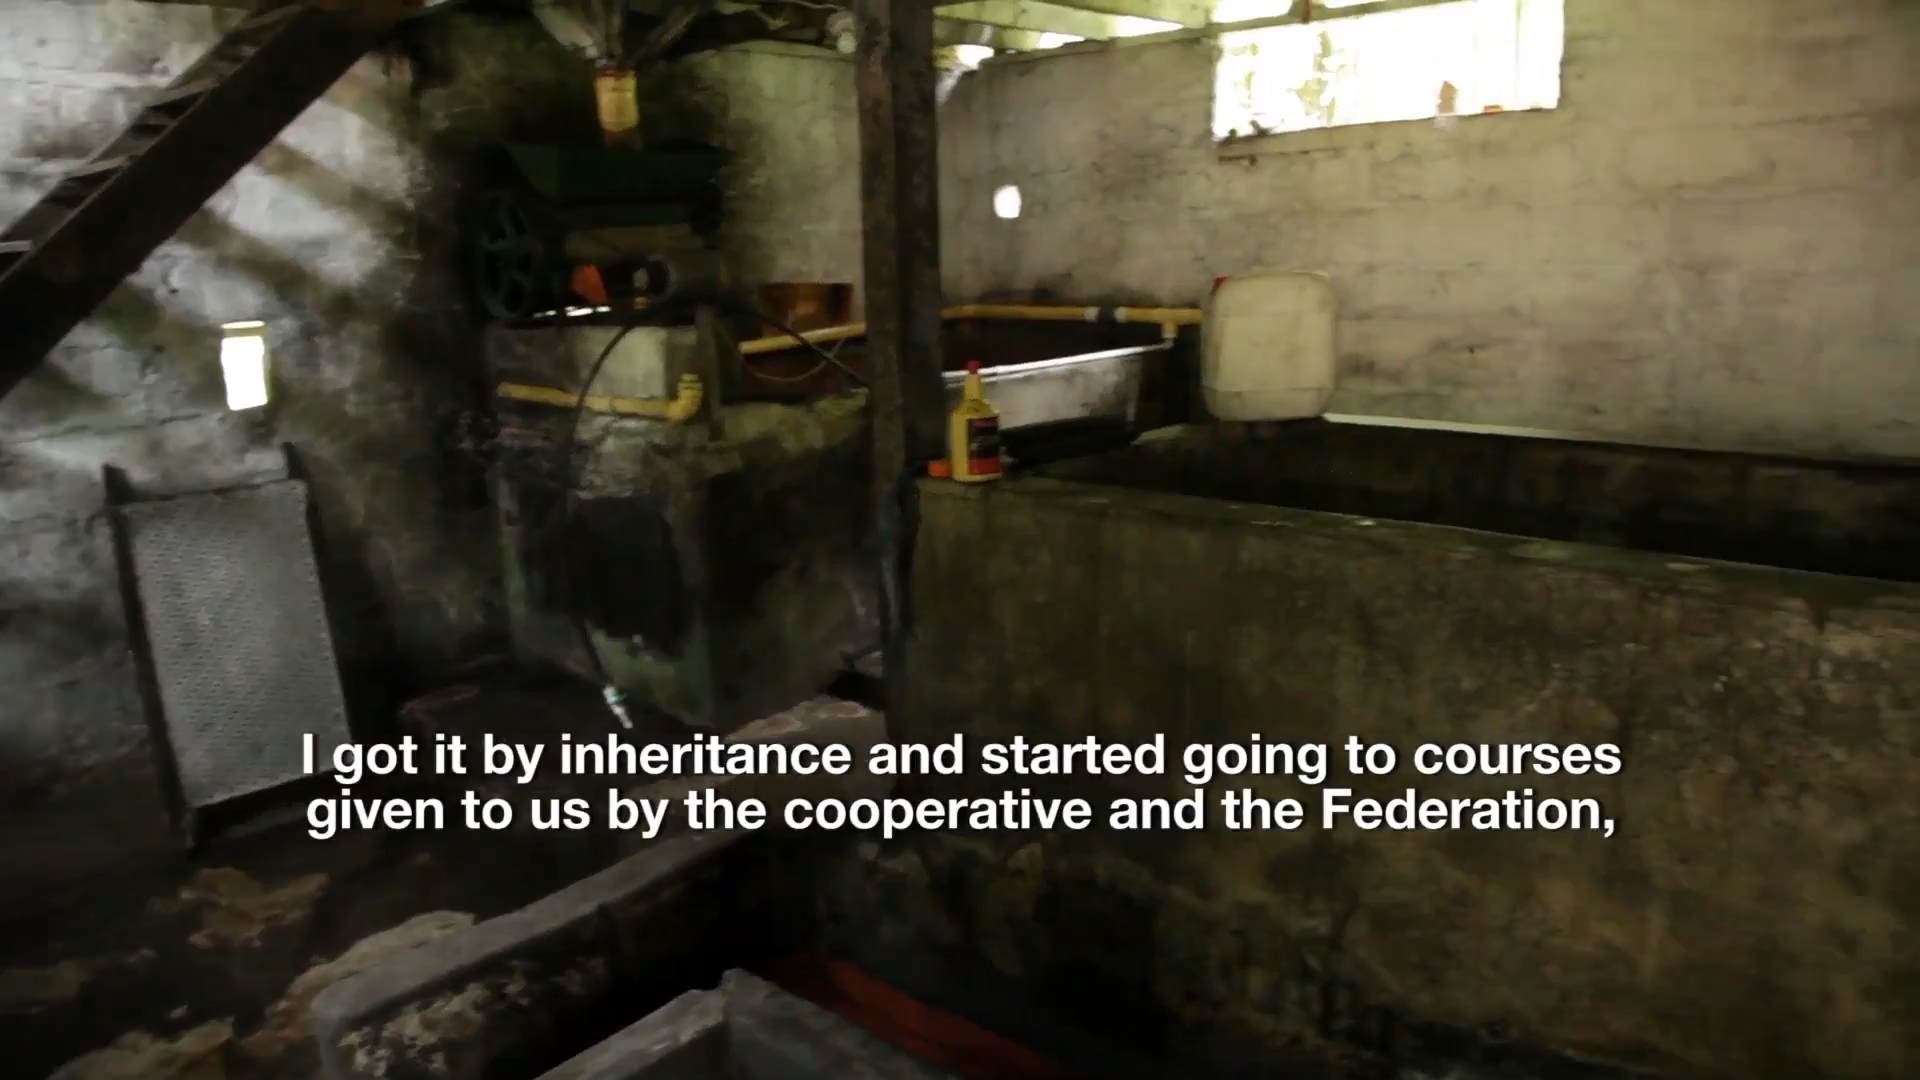 I got it by inheritance and started going to courses
given to us by the cooperative and the Federation,